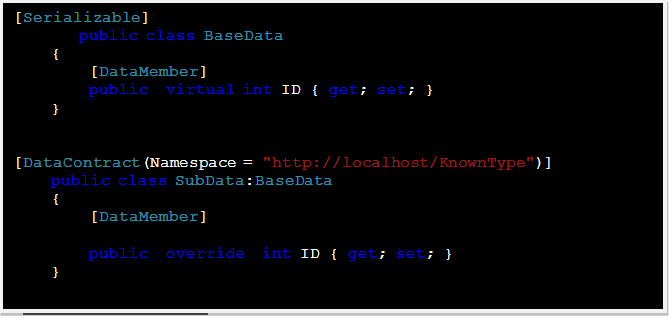 [Serializable]
public class BaseData
{
[DataMember]
public virtual int ID { get; set; }
}
[DataContract(Namespace = "http://localhost/KnownType")]
public class SubData:BaseData
{
[DataMember]
public override int ID { get; set; }
}